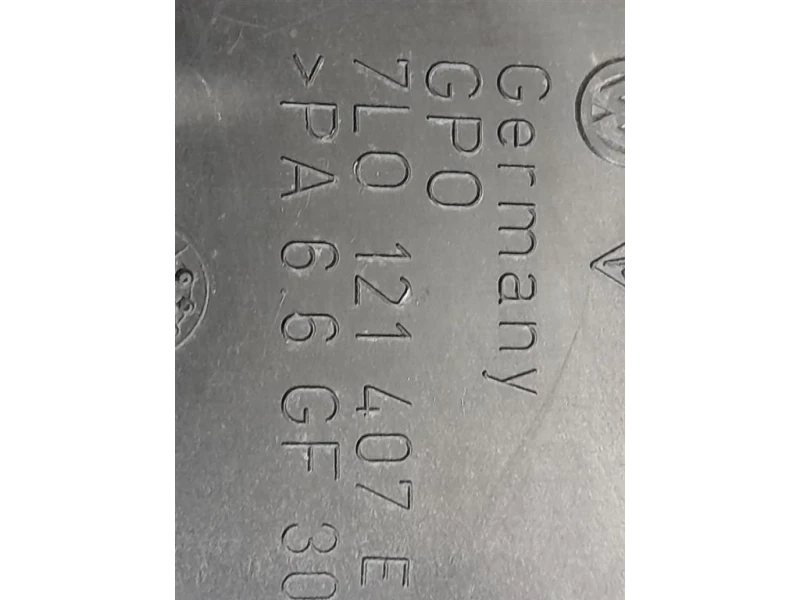 Germany
GPO
7L0 121 407 E
>PA 6.6 GF 30